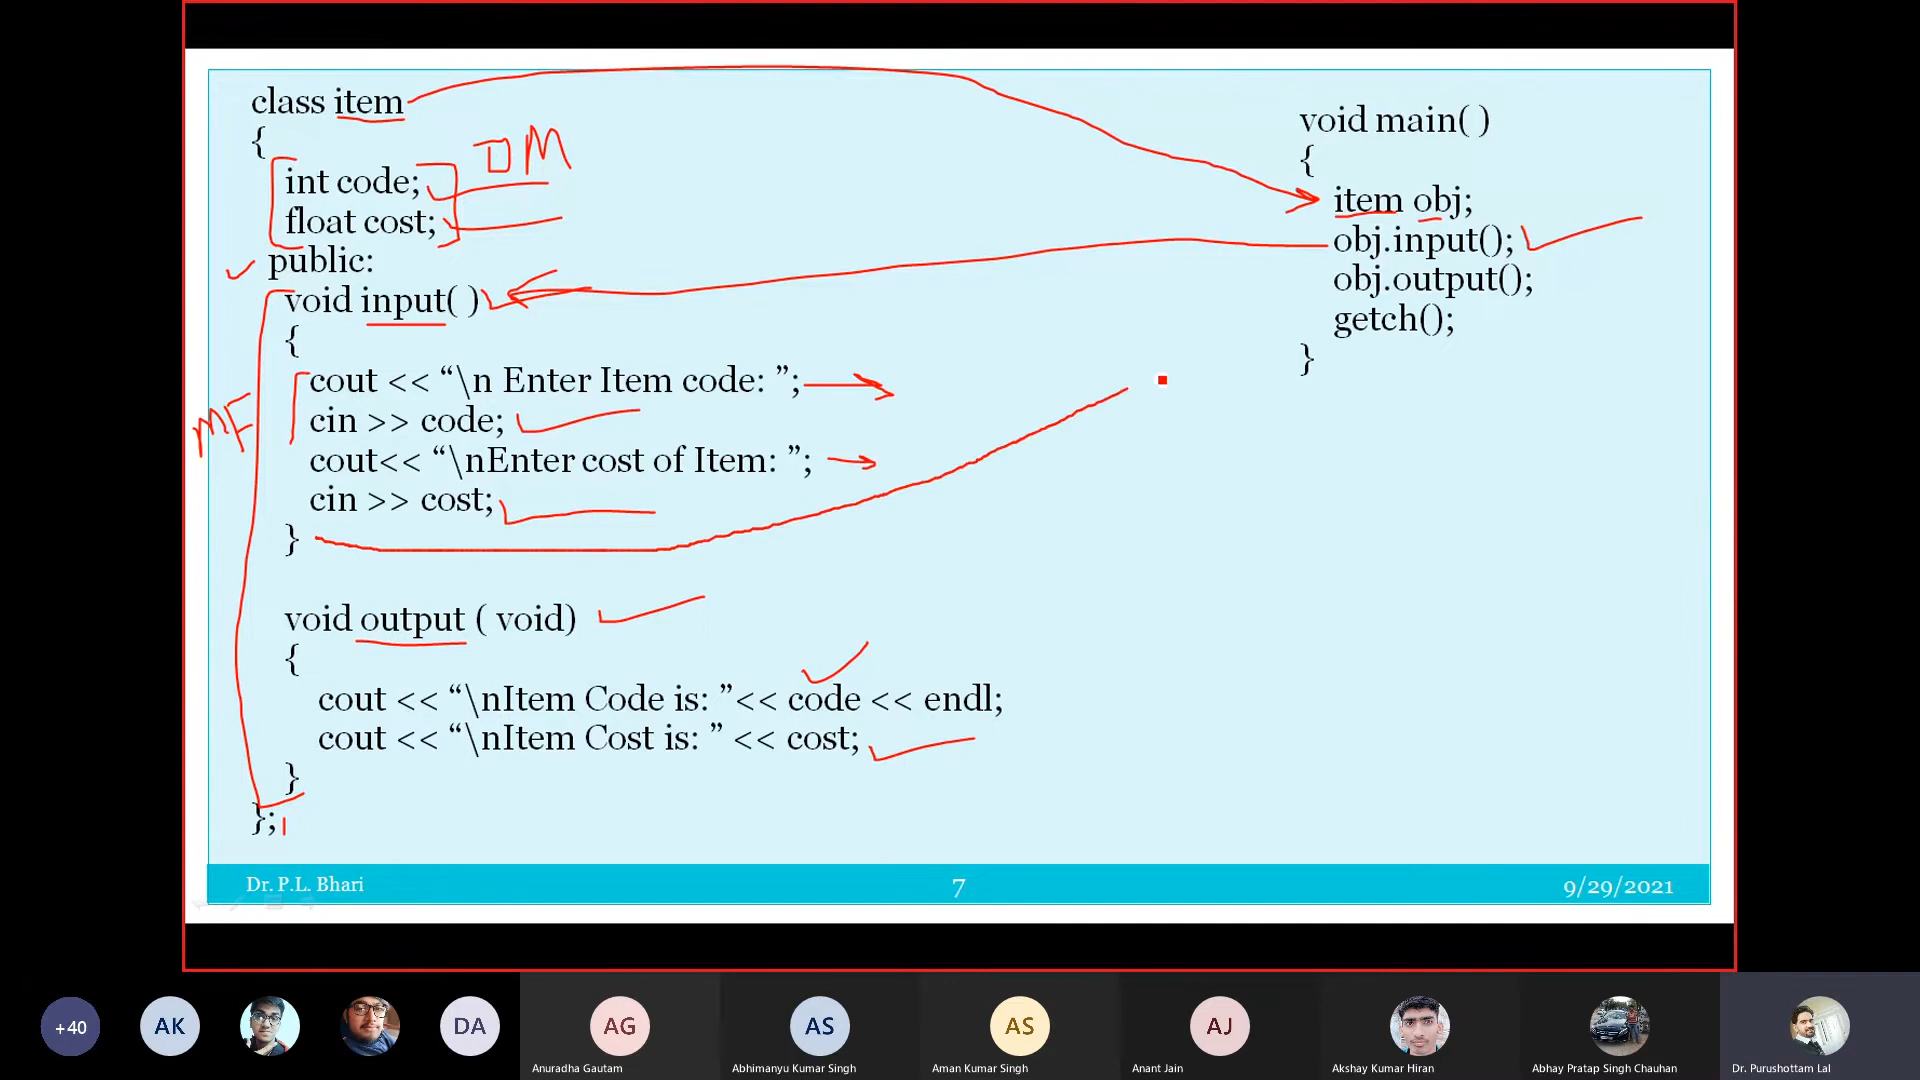 class item
{
int code;
float cost;
public:
void input( )
{
cout << “\n Enter Item code: ”;
cin >> code;
cout<< “\nEnter cost of Item: ”;
cin >> cost;
}
void output ( void)
{
cout << “\nItem Code is: ”<< code << endl;
cout << “\nItem Cost is: ” << cost;
}
};
DM
MF
void main( )
{
item obj;
obj.input();
obj.output();
getch();
}
Dr. P.L. Bhari
7
9/29/2021
+40
AK
DA
AG
AS
AS
AJ
Anuradha Gautam
Abhimanyu Kumar Singh
Aman Kumar Singh
Anant Jain
Akshay Kumar Hiran
Abhay Pratap Singh Chauhan
Dr. Purushottam Lal